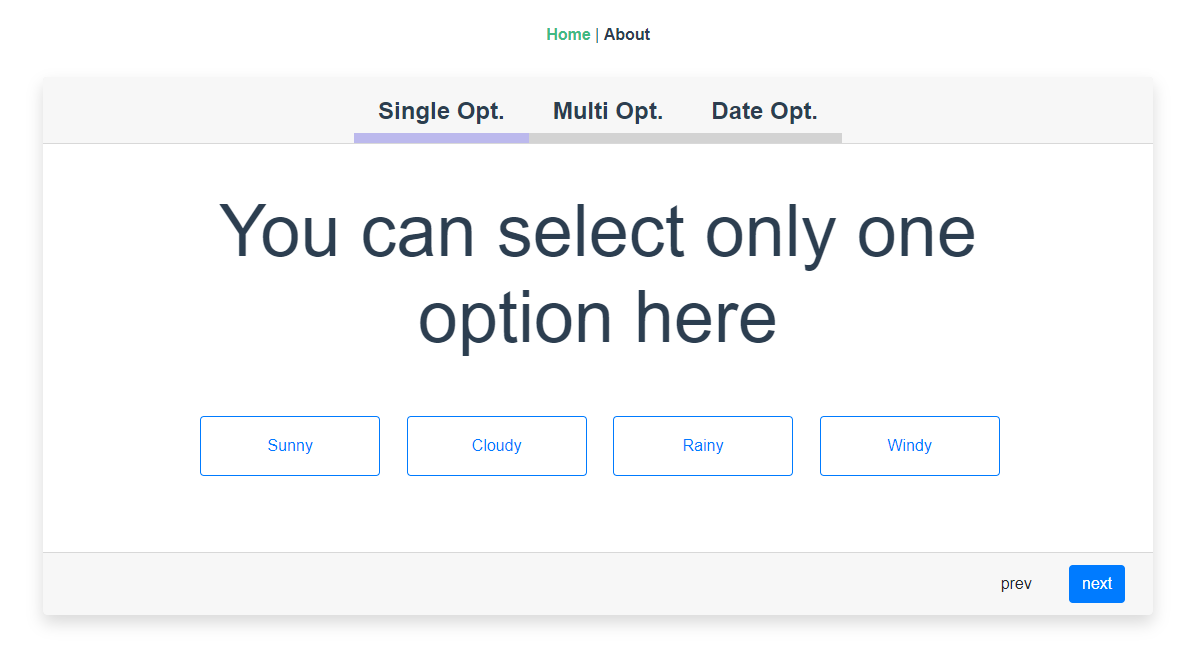 Home | About
Single Opt. Multi Opt. Date Opt.
You can select only one
option here
Sunny Cloudy Rainy Windy
prev next